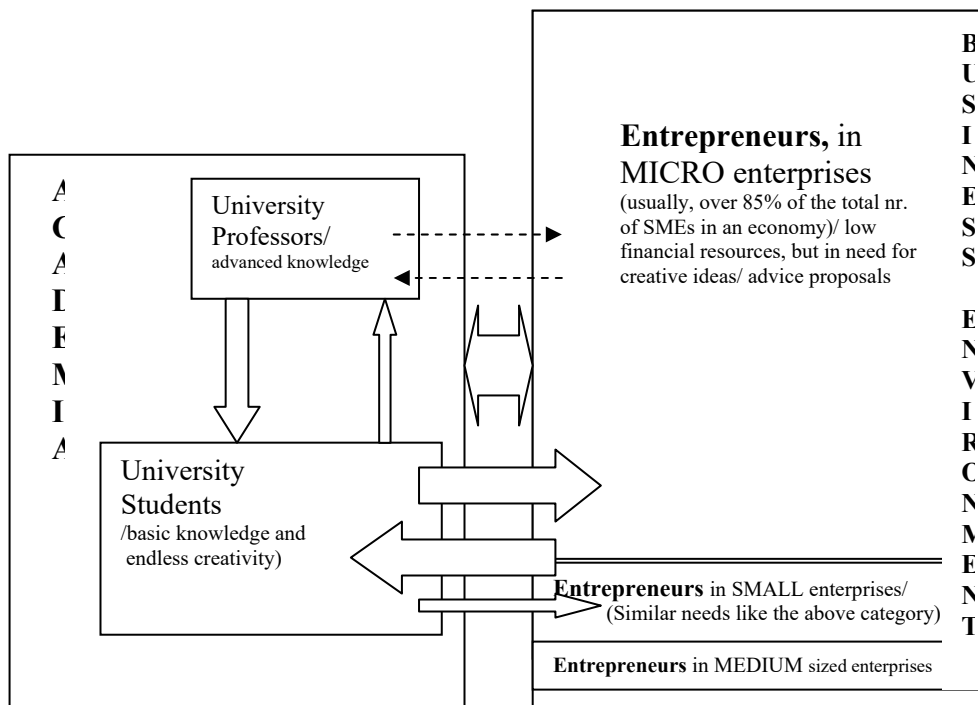 ACADEMIA
University
Professors/
advanced knowledge
University
Students
/basic knowledge and
endless creativity)
Entrepreneurs, in
MICRO enterprises
(usually, over 85% of the total nr.
of SMEs in an economy)/ low
financial resources, but in need for
creative ideas/ advice proposals
Entrepreneurs in SMALL enterprises/
(Similar needs like the above category)
Entrepreneurs in MEDIUM sized enterprises
BUSINESS ENVIRONMENT